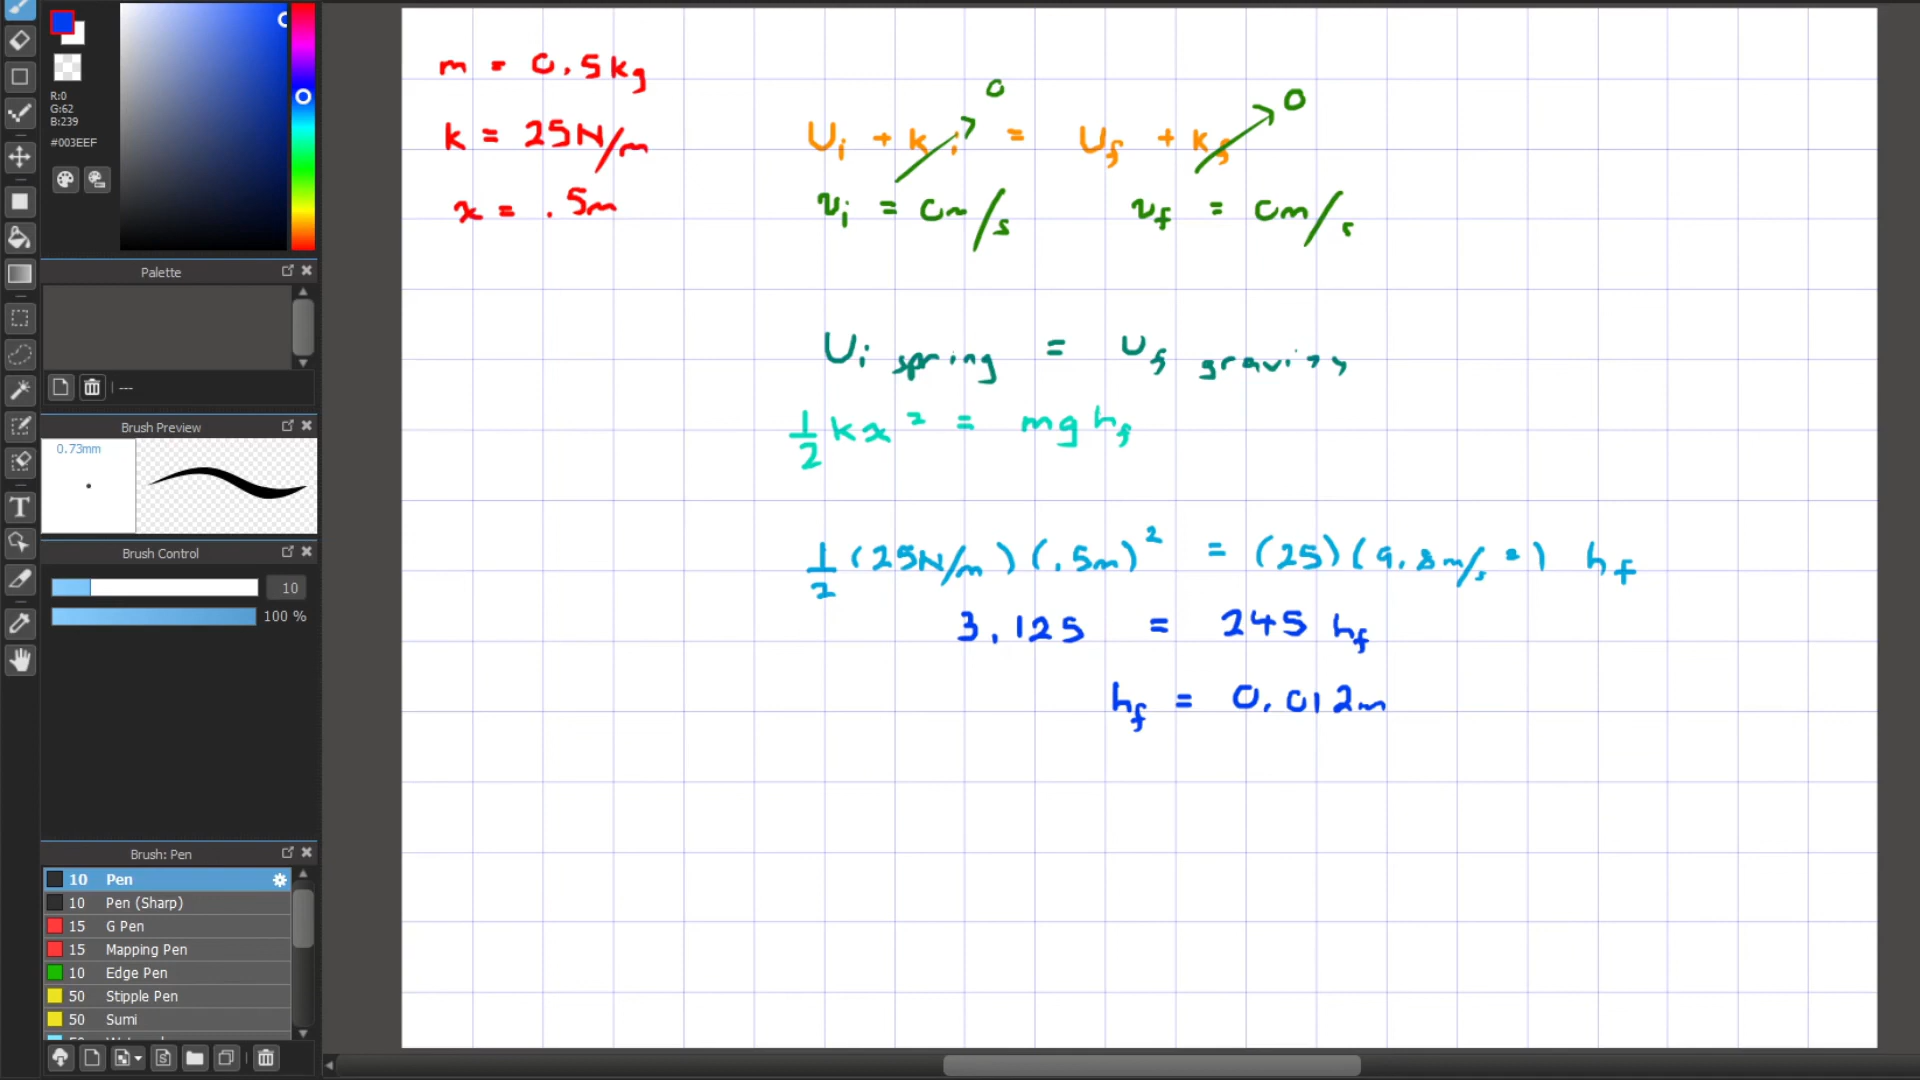 R:0
G:62
B:239
#003EEF
Palette
---
Brush Preview
0.73mm
Brush Control
10
100 %
Brush: Pen
10 Pen
10 Pen (Sharp)
15 G Pen
15 Mapping Pen
10 Edge Pen
50 Stipple Pen
50 Sumi
m = 0.5kg
k = 25N/m
x = .5m
0 0
Ui + ki = Uf + kf
vi = 0m/s vf = 0m/s
Ui spring = Uf gravity
1/2 kx² = mghf
1/2 (25N/m)(.5m)² = (25)(9.8m/s²) hf
3.125 = 245 hf
hf = 0.012m